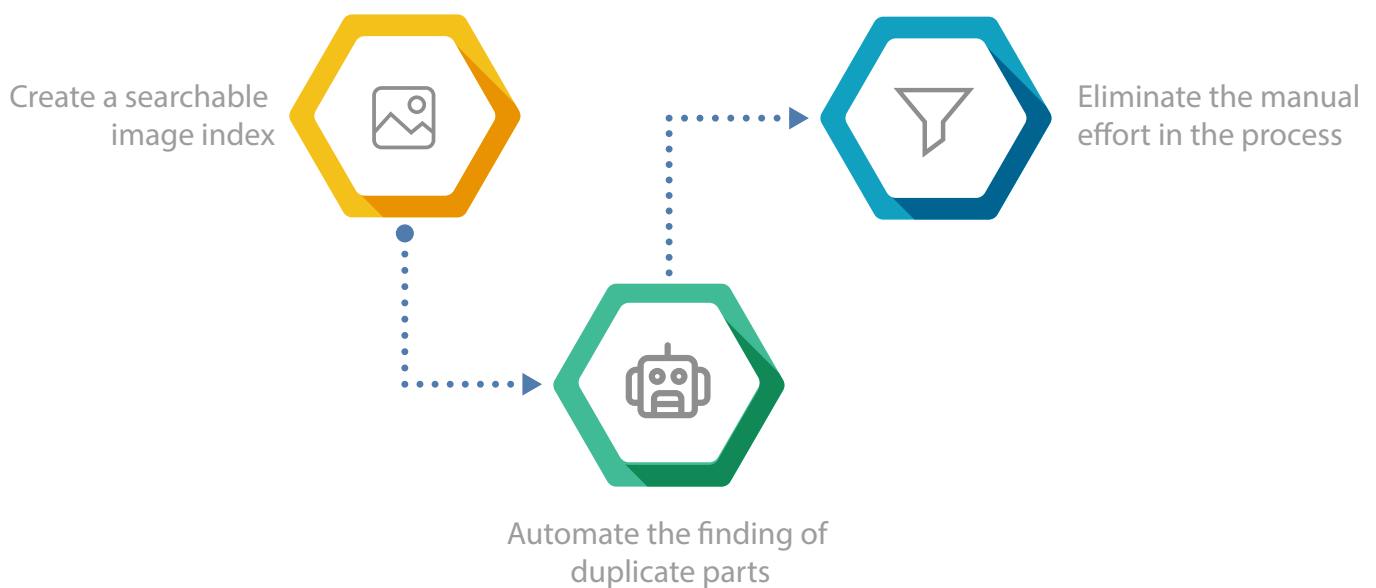 Create a searchable
image index
Automate the finding of
duplicate parts
Eliminate the manual
effort in the process